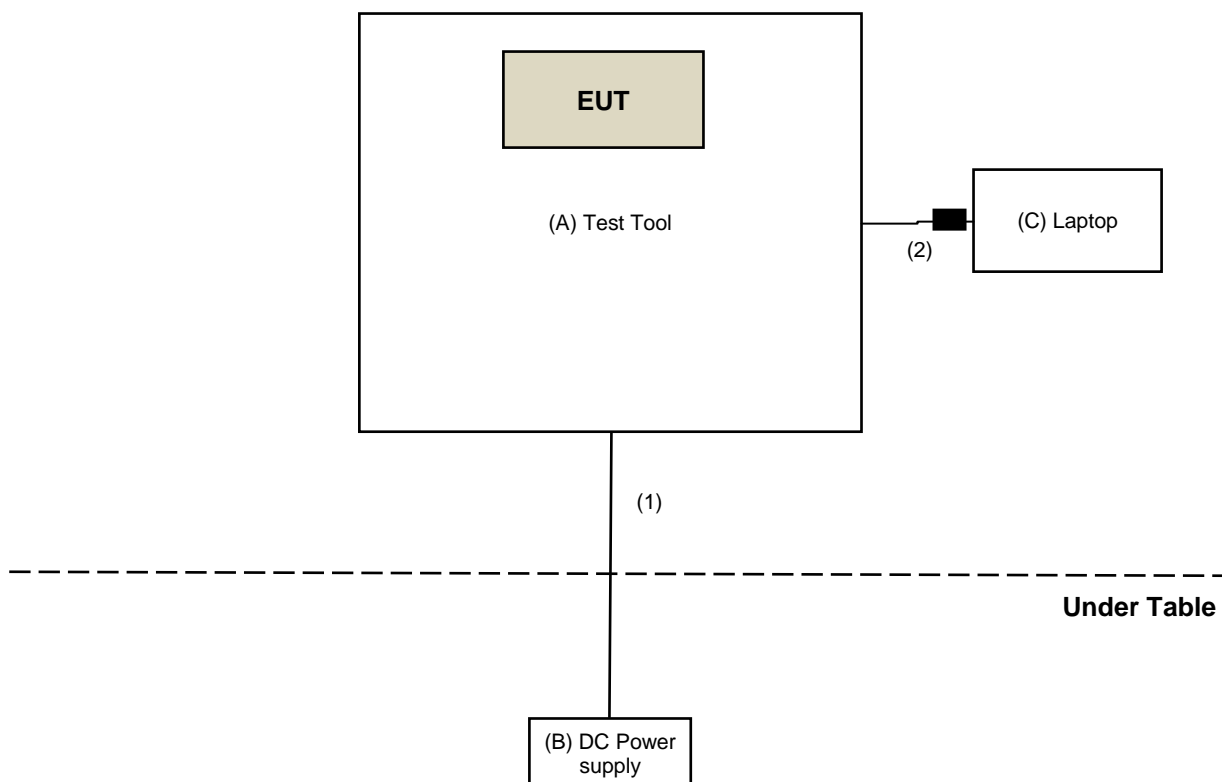 EUT
(A) Test Tool
(C) Laptop
(2)
(1)
Under Table
(B) DC Power
supply